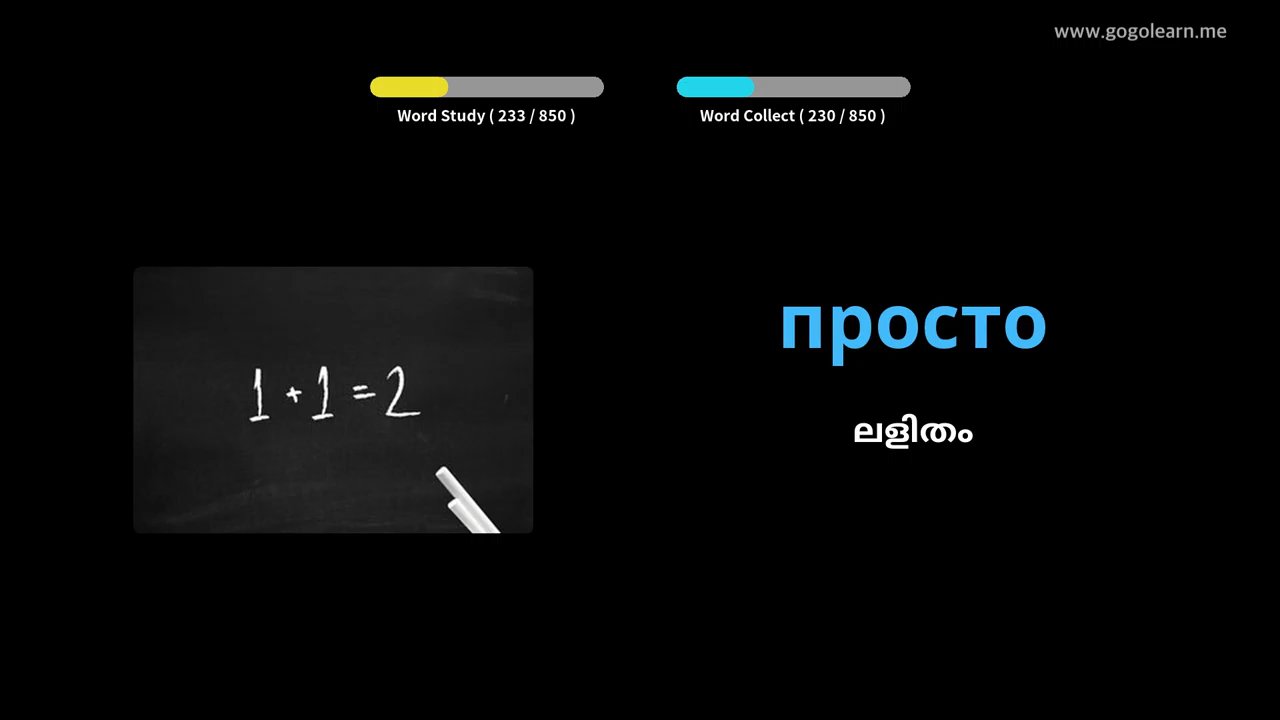 www.gogolearn.me
Word Study ( 233 / 850 )
Word Collect ( 230 / 850 )
1 + 1 = 2
просто
ലളിതം